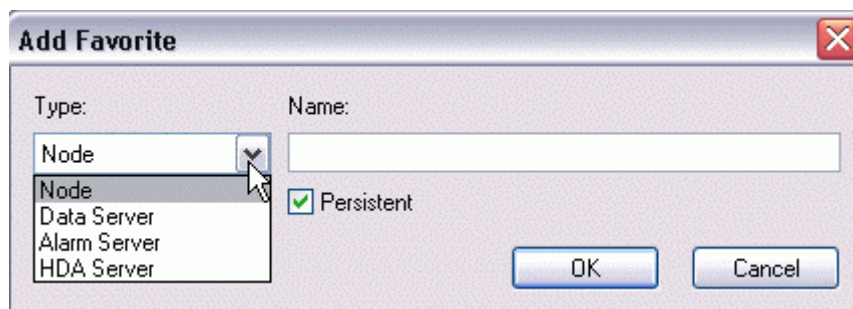 Add Favorite
Type:
Name:
Node
Node
Data Server
Alarm Server
HDA Server
Persistent
OK
Cancel